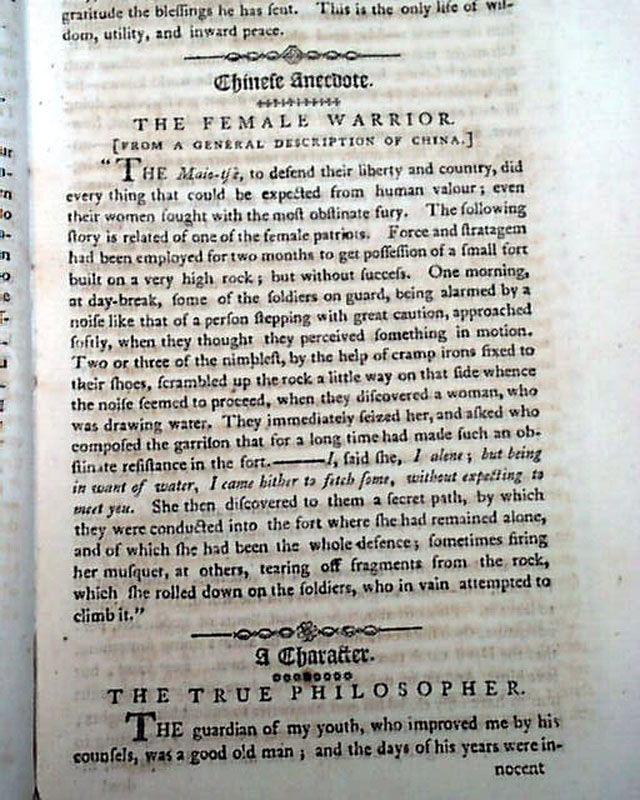 gratitude the bleſſings he has ſent. This is the only life of wiſ-
dom, utility, and inward peace.
Chineſe Anecdote.
THE FEMALE WARRIOR.
[FROM A GENERAL DESCRIPTION OF CHINA.]
"THE Maio-tſè, to defend their liberty and country, did
every thing that could be expected from human valour; even
their women fought with the moſt obſtinate fury. The following
ſtory is related of one of the female patriots. Force and ſtratagem
had been employed for two months to get poſſeſſion of a ſmall fort
built on a very high rock; but without ſucceſs. One morning,
at day-break, ſome of the ſoldiers on guard, being alarmed by a
noiſe like that of a perſon ſtepping with great caution, approached
ſoftly, when they thought they perceived ſomething in motion.
Two or three of the nimbleſt, by the help of cramp irons fixed to
their ſhoes, ſcrambled up the rock a little way on that ſide whence
the noiſe ſeemed to proceed, when they diſcovered a woman, who
was drawing water. They immediately ſeized her, and aſked who
compoſed the garriſon that for a long time had made ſuch an ob-
ſtinate reſiſtance in the fort.——I, ſaid ſhe, I alone; but being
in want of water, I came hither to fetch ſome, without expecting to
meet you. She then diſcovered to them a ſecret path, by which
they were conducted into the fort where ſhe had remained alone,
and of which ſhe had been the whole defence; ſometimes firing
her muſquet, at others, tearing off fragments from the rock,
which ſhe rolled down on the ſoldiers, who in vain attempted to
climb it."
A Character.
THE TRUE PHILOSOPHER.
THE guardian of my youth, who improved me by his
counſels, was a good old man; and the days of his years were in-
nocent